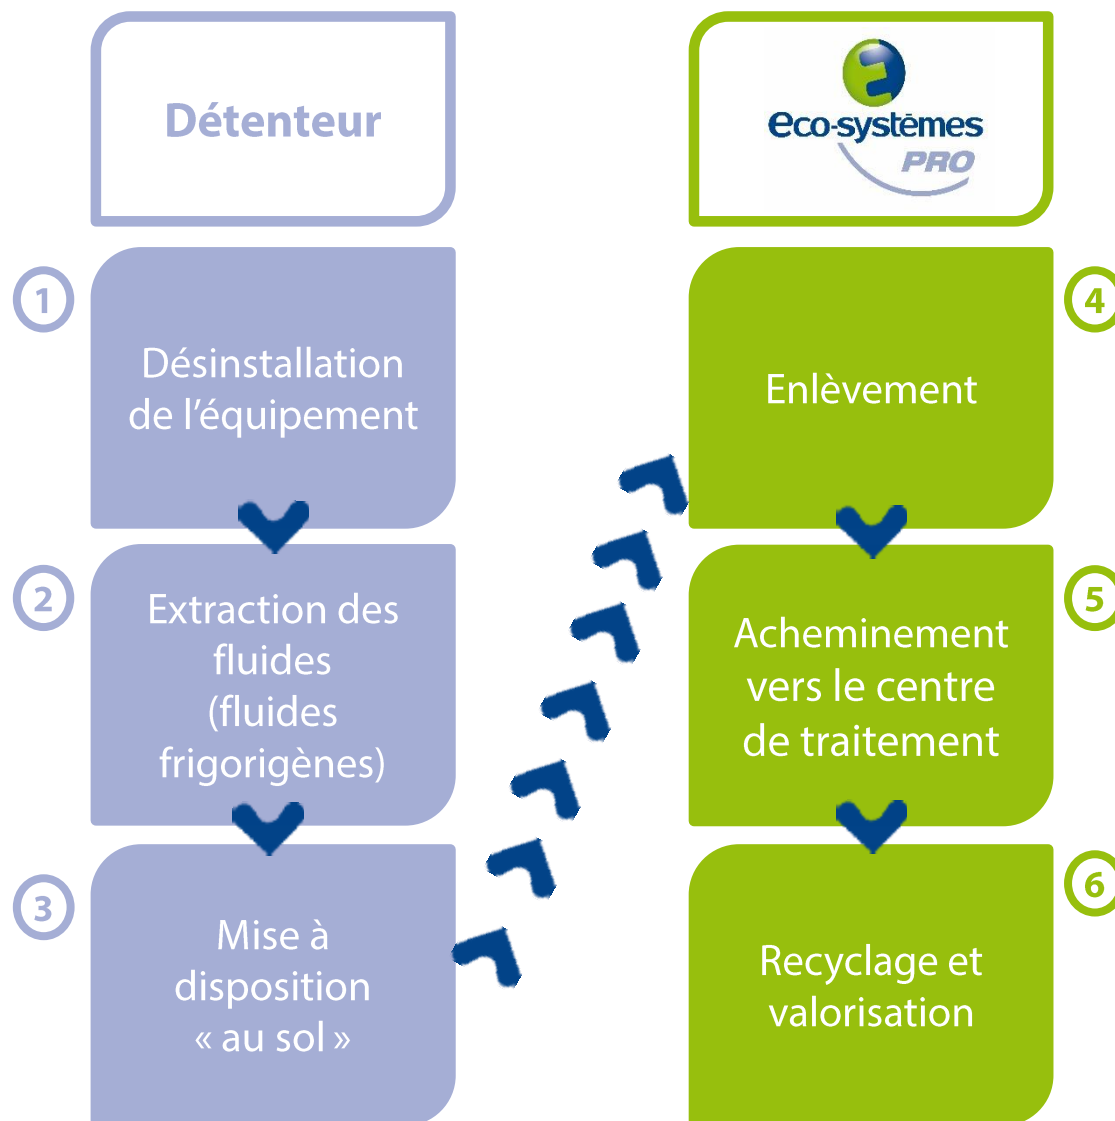 Détenteur
1
Désinstallation
de l’équipement
2
Extraction des
fluides
(fluides
frigorigènes)
3
Mise à
disposition
« au sol »
eco-systèmes
PRO
4
Enlèvement
5
Acheminement
vers le centre
de traitement
6
Recyclage et
valorisation